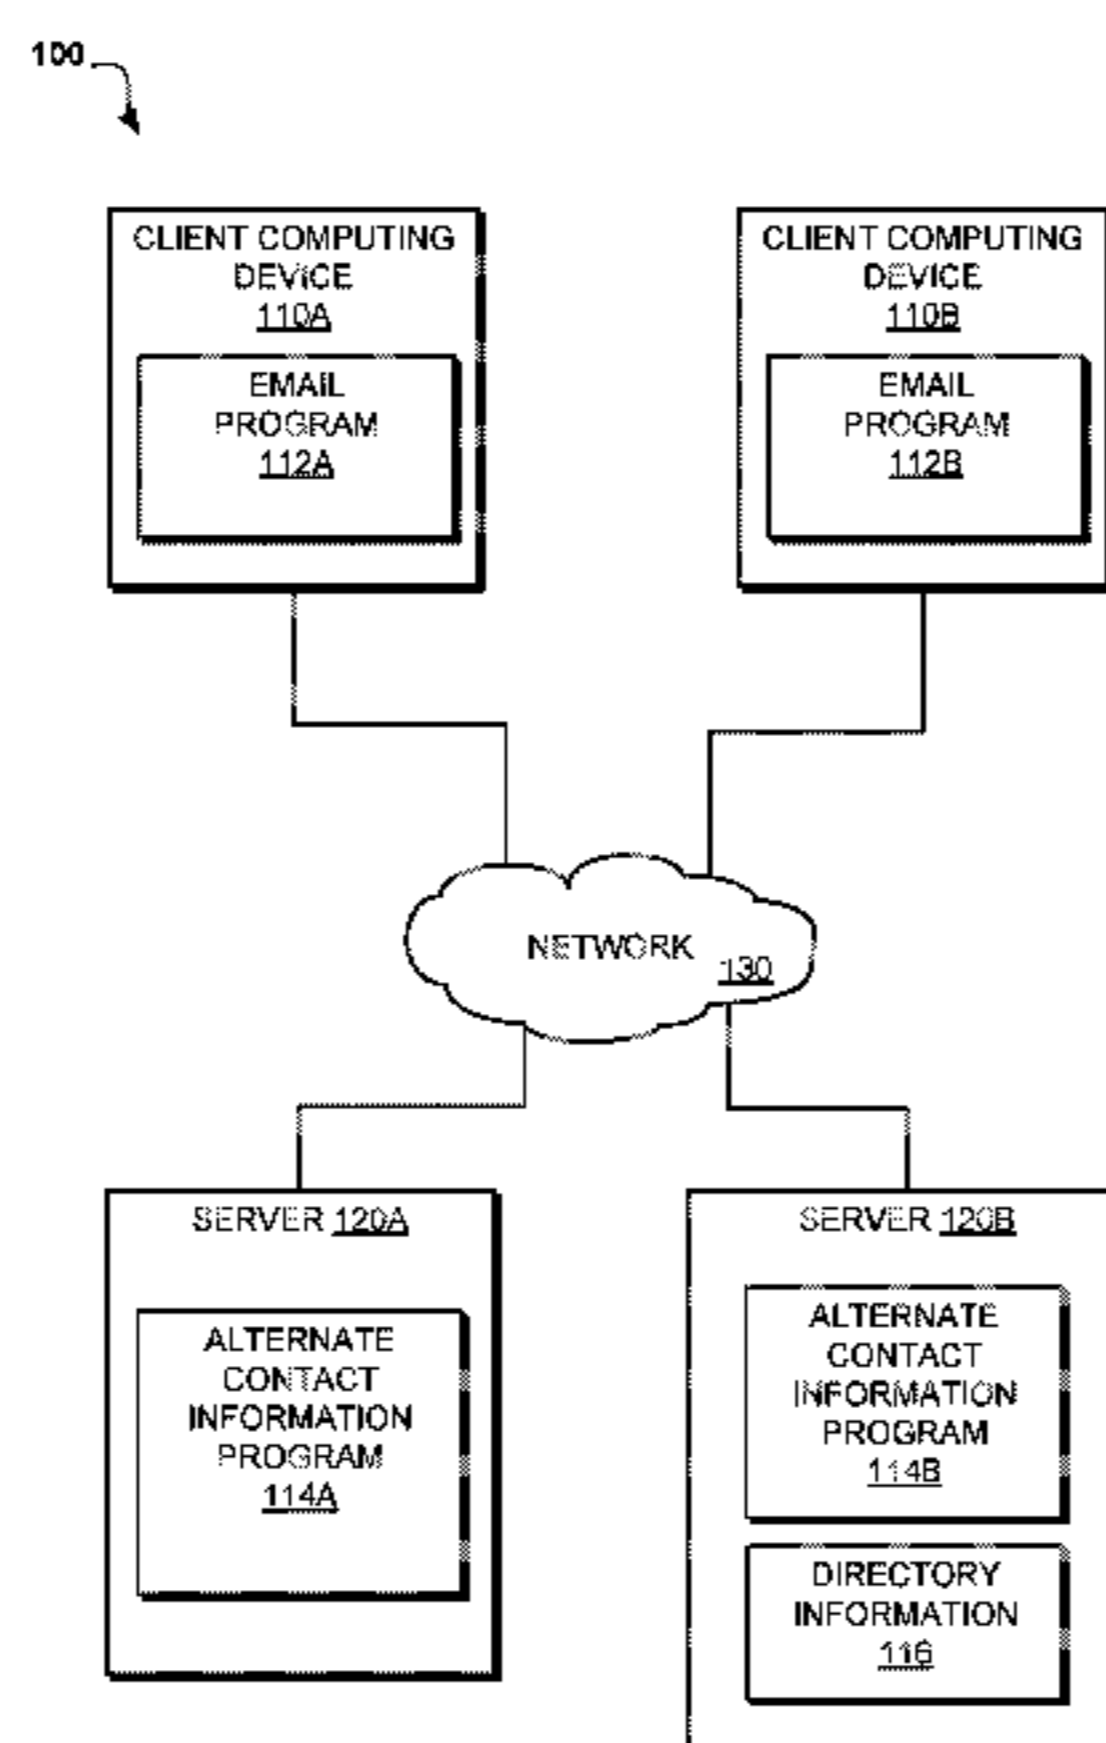 100
CLIENT COMPUTING
DEVICE
110A
EMAIL
PROGRAM
112A
CLIENT COMPUTING
DEVICE
110B
EMAIL
PROGRAM
112B
NETWORK 130
SERVER 120A
ALTERNATE
CONTACT
INFORMATION
PROGRAM
114A
SERVER 120B
ALTERNATE
CONTACT
INFORMATION
PROGRAM
114B
DIRECTORY
INFORMATION
116